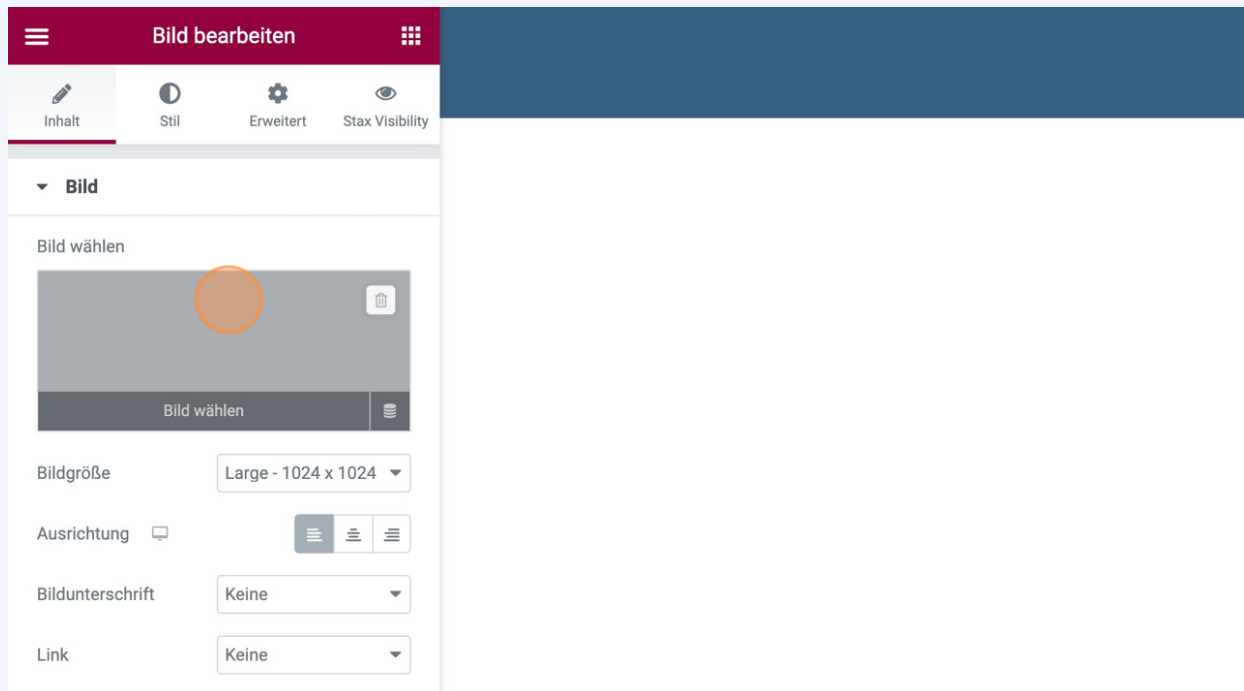 Bild bearbeiten
Inhalt
Stil
Erweitert
Stax Visibility
Bild
Bild wählen
Bild wählen
Bildgröße
Large - 1024 x 1024
Ausrichtung
Bildunterschrift
Keine
Link
Keine